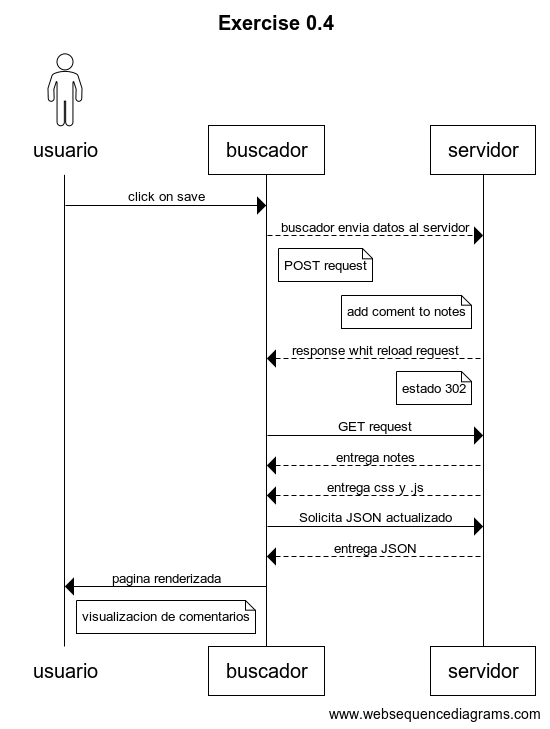 Exercise 0.4
usuario
buscador
servidor
click on save
buscador envia datos al servidor
POST request
add coment to notes
response whit reload request
estado 302
GET request
entrega notes
entrega css y .js
Solicita JSON actualizado
entrega JSON
pagina renderizada
visualizacion de comentarios
usuario
buscador
servidor
www.websequencediagrams.com